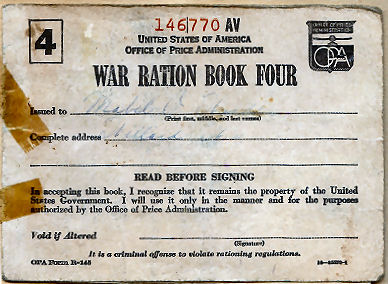 146770 AV
4
UNITED STATES OF AMERICA
OFFICE OF PRICE ADMINISTRATION
OFFICE OF PRICE ADMINISTRATION
OPA
WAR RATION BOOK FOUR
Issued to Mabel
(Print first, middle, and last names)
Complete address
READ BEFORE SIGNING
In accepting this book, I recognize that it remains the property of the United
States Government. I will use it only in the manner and for the purposes
authorized by the Office of Price Administration.
Void if Altered
(Signature)
It is a criminal offense to violate rationing regulations.
OPA Form R-145